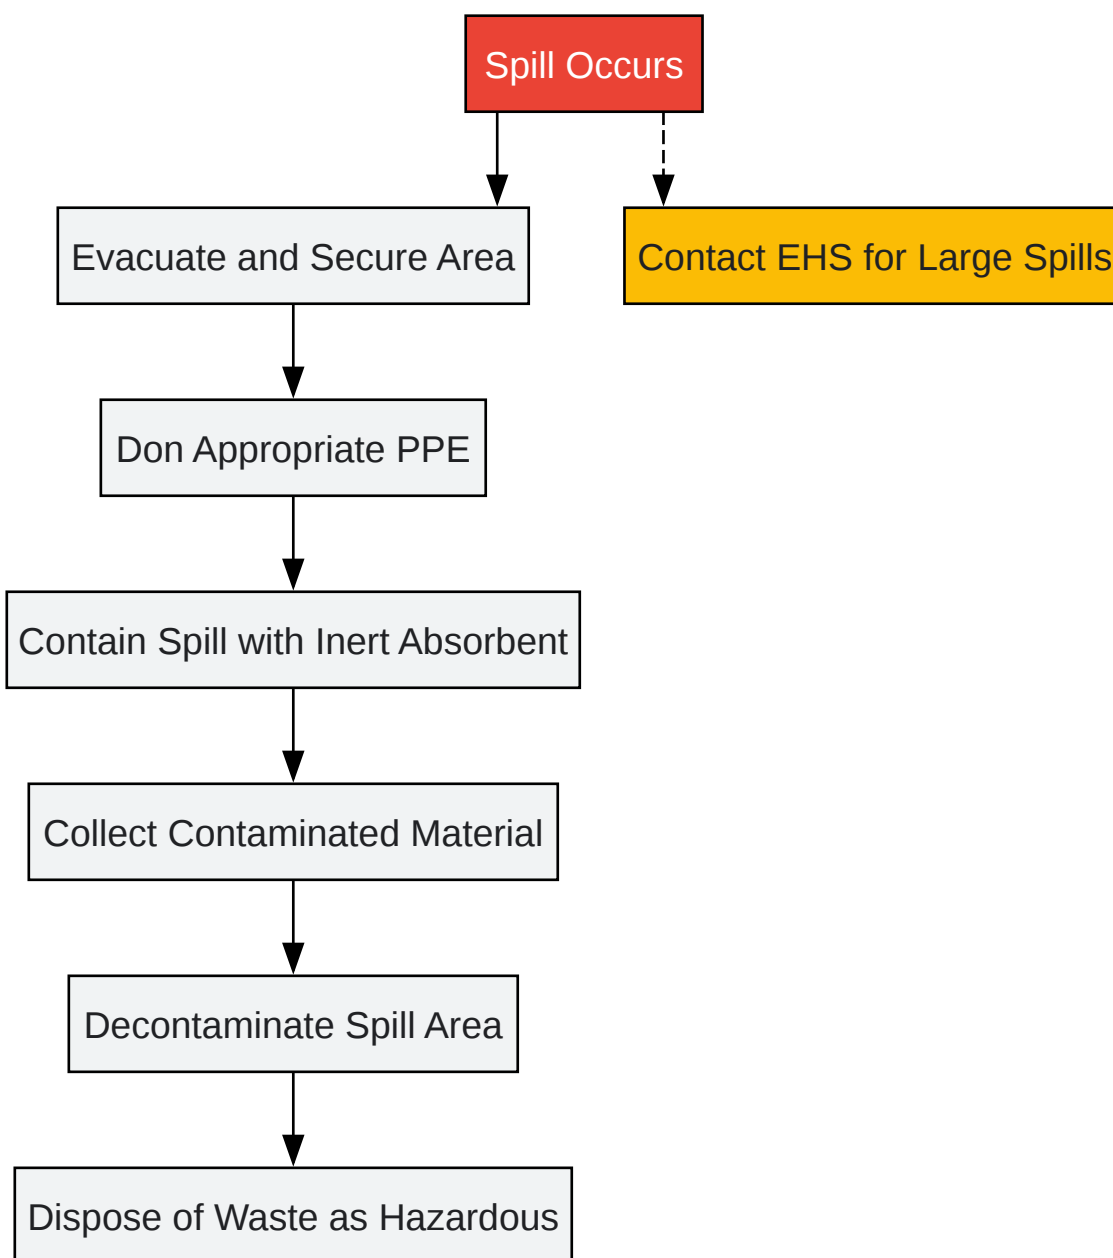 Spill Occurs
Evacuate and Secure Area
Contact EHS for Large Spills
Don Appropriate PPE
Contain Spill with Inert Absorbent
Collect Contaminated Material
Decontaminate Spill Area
Dispose of Waste as Hazardous